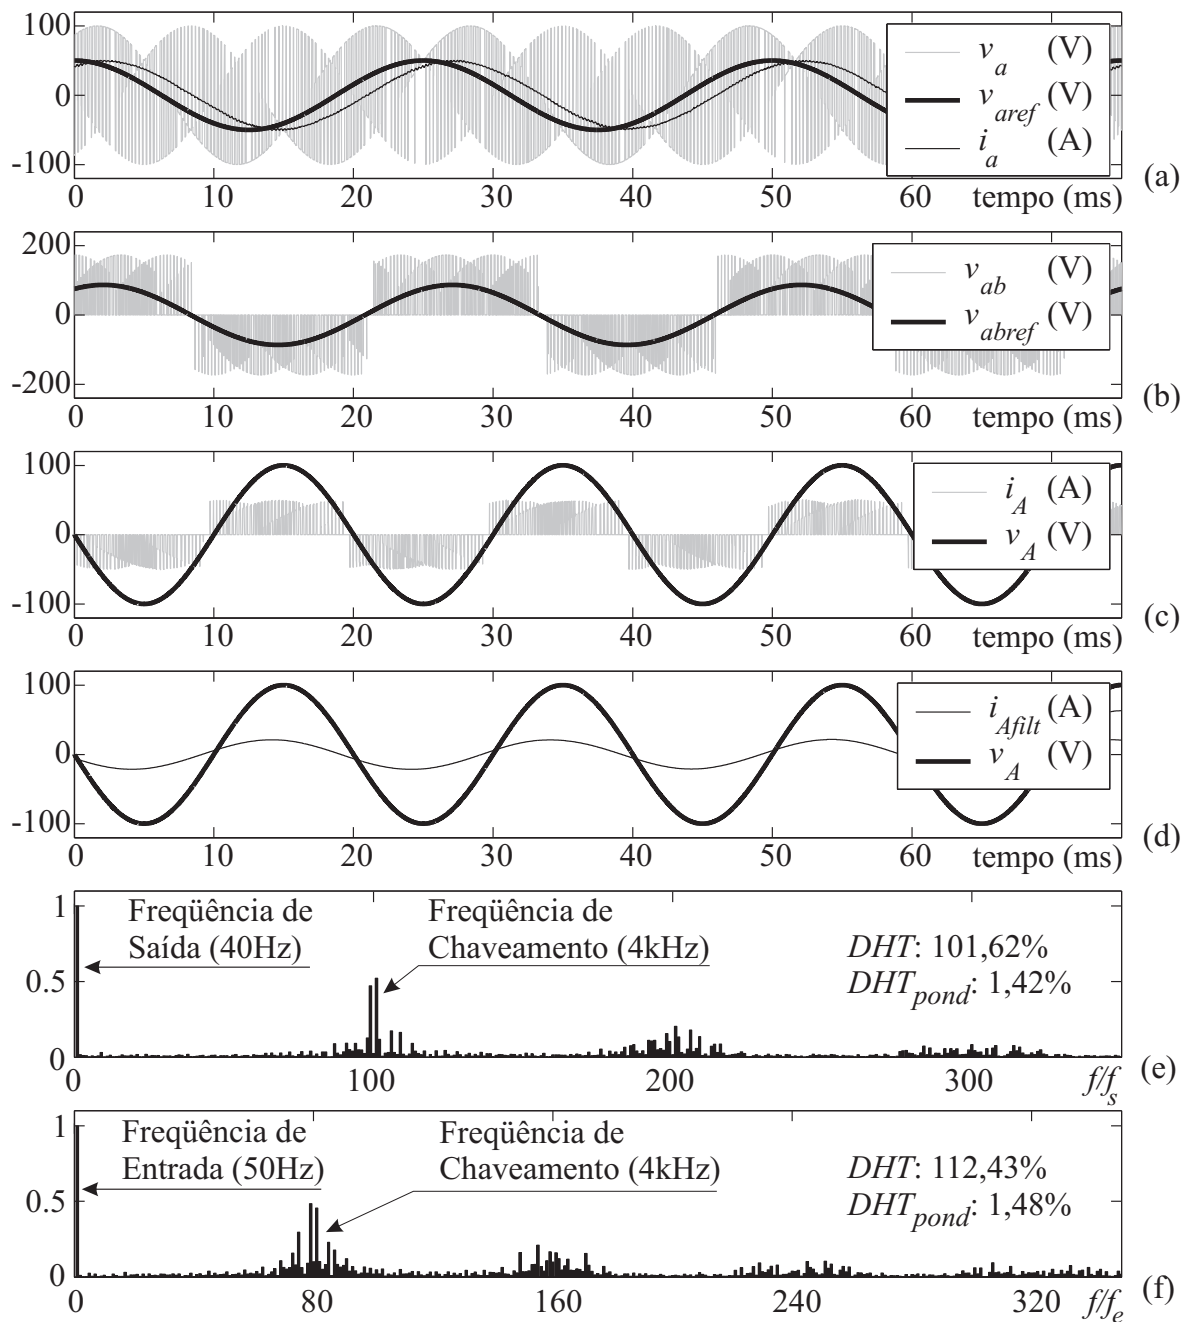 100
0
-100
v_a (V)
v_aref (V)
i_a (A)
0 10 20 30 40 50 60 tempo (ms)
(a)
200
0
-200
v_ab (V)
v_abref (V)
0 10 20 30 40 50 60 tempo (ms)
(b)
100
0
-100
i_A (A)
v_A (V)
0 10 20 30 40 50 60 tempo (ms)
(c)
100
0
-100
i_Afilt (A)
v_A (V)
0 10 20 30 40 50 60 tempo (ms)
(d)
1
0.5
0
Freqüência de
Saída (40Hz)
Freqüência de
Chaveamento (4kHz)
DHT: 101,62%
DHT_pond: 1,42%
0 100 200 300 f/f_s
(e)
1
0.5
0
Freqüência de
Entrada (50Hz)
Freqüência de
Chaveamento (4kHz)
DHT: 112,43%
DHT_pond: 1,48%
0 80 160 240 320 f/f_e
(f)